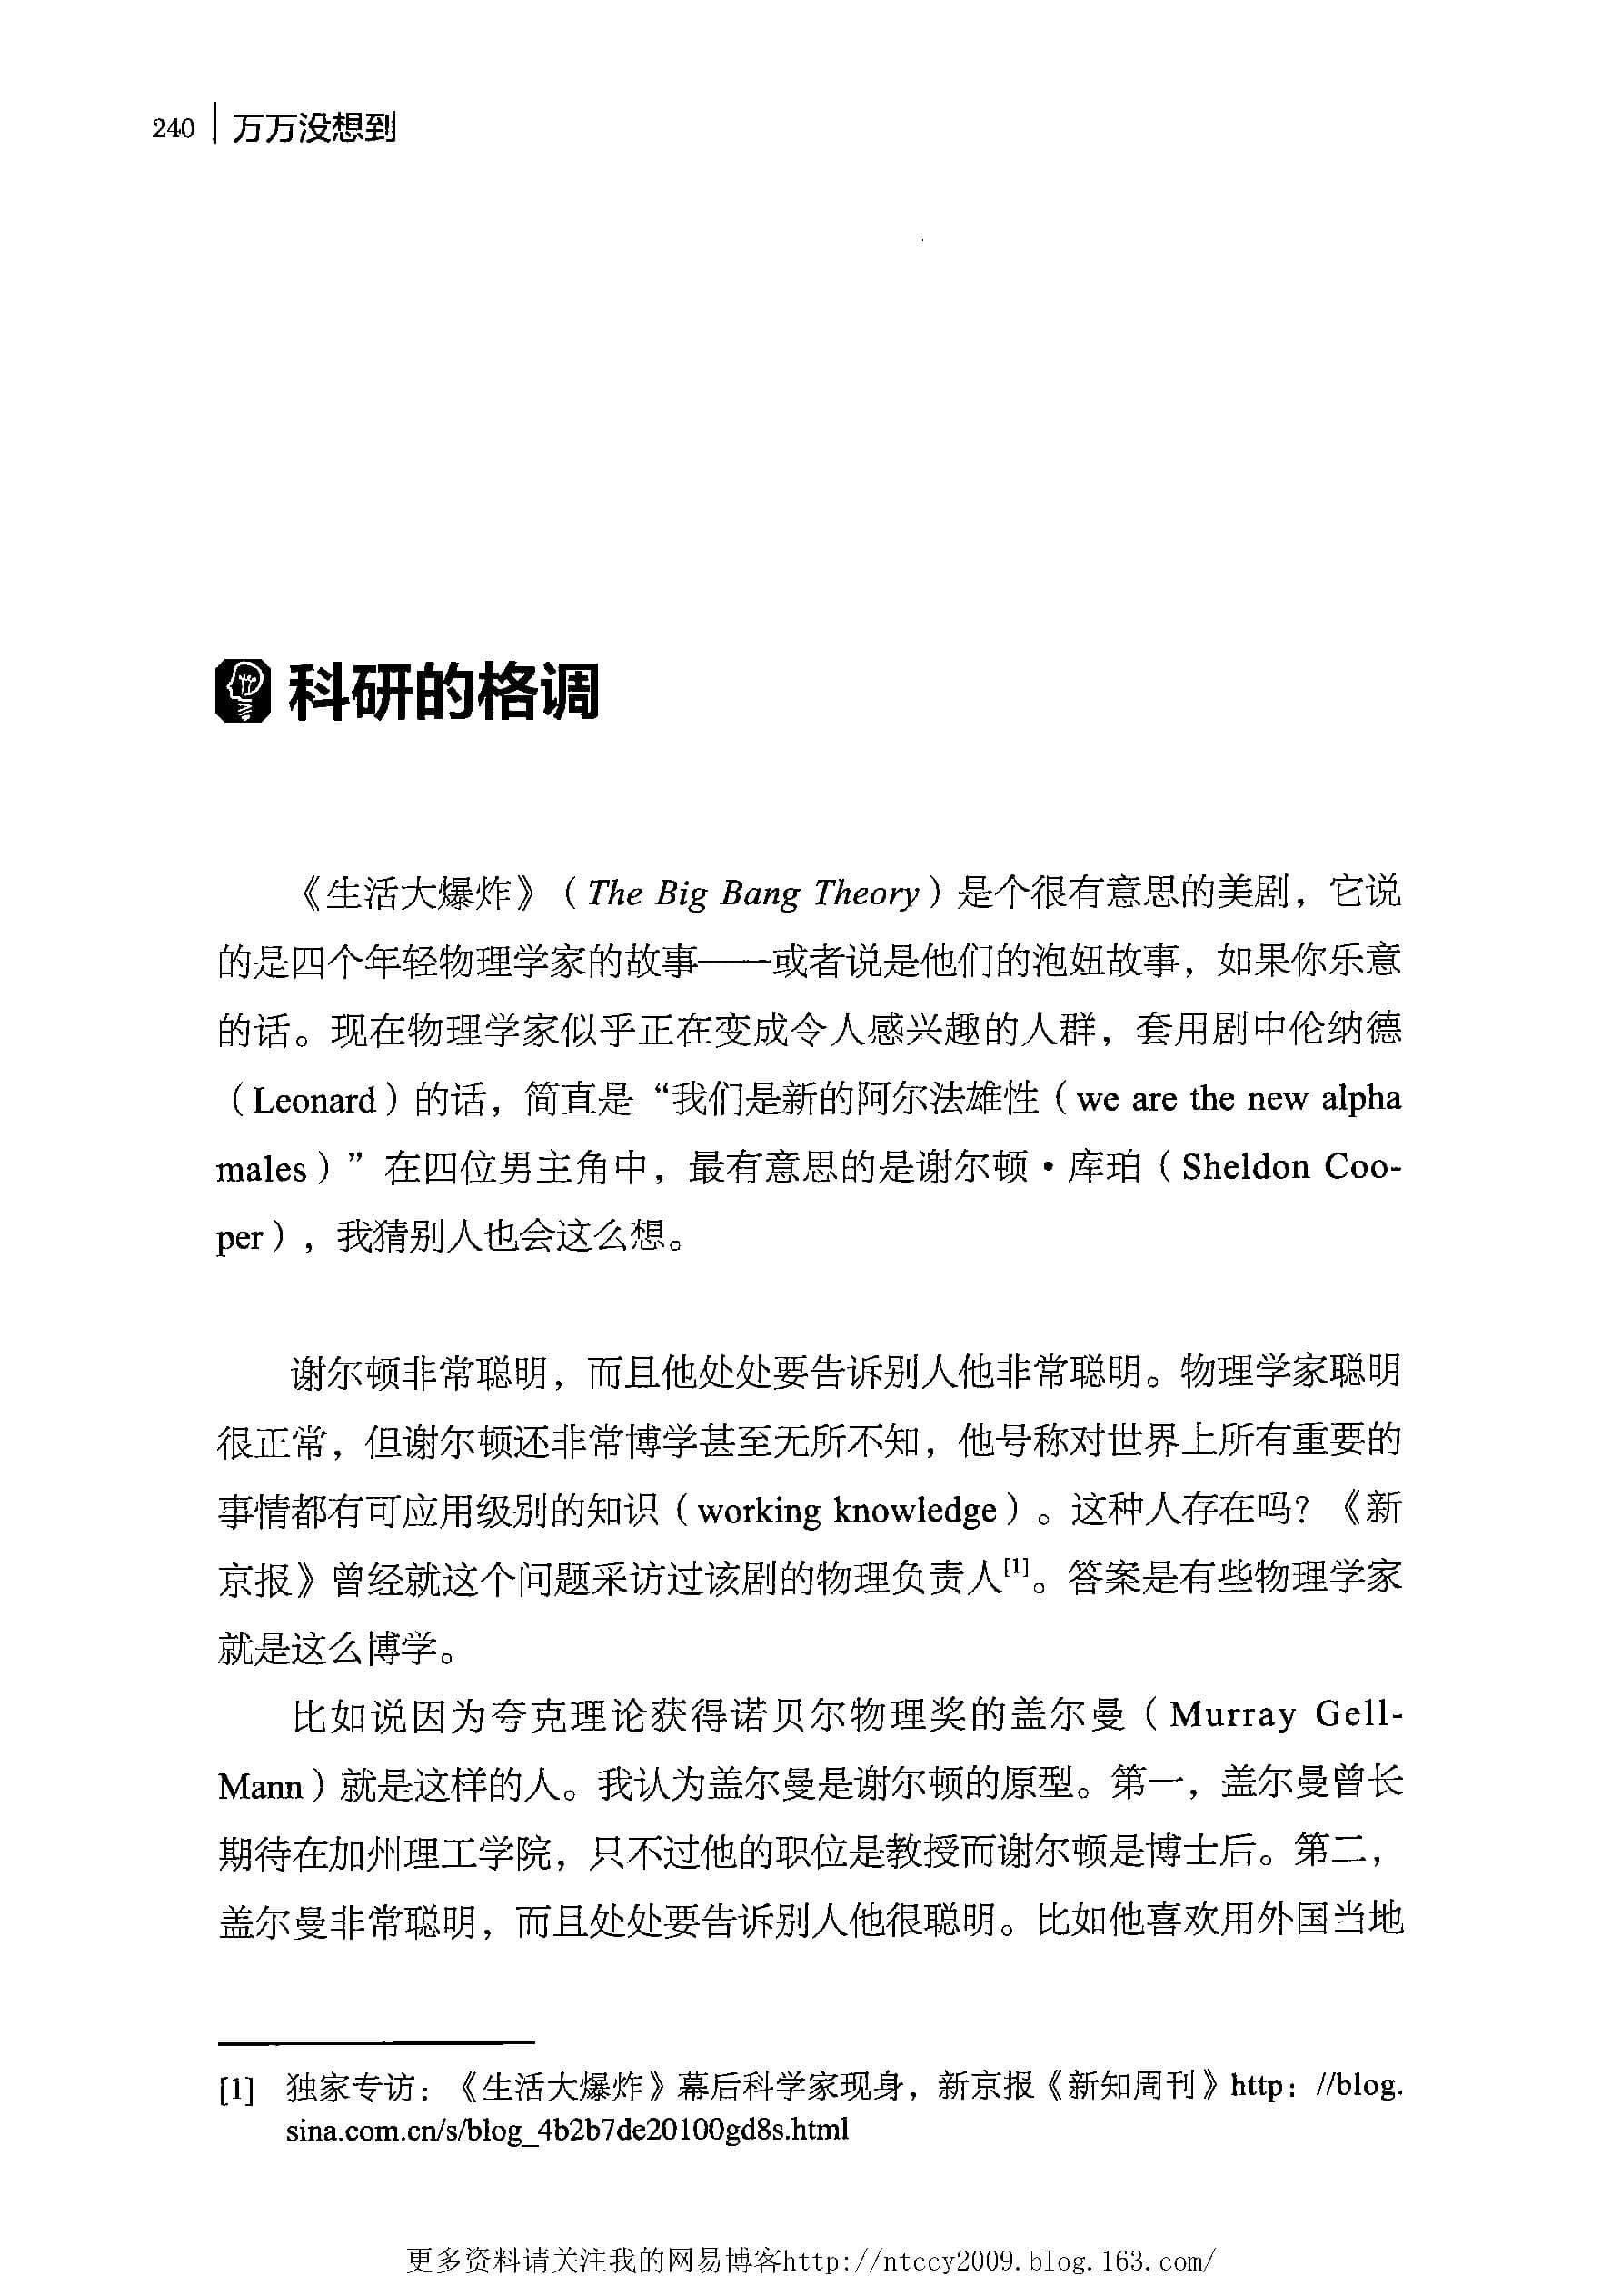 240 万万没想到
科研的格调
《生活大爆炸》（The Big Bang Theory）是个很有意思的美剧，它说
的是四个年轻物理学家的故事——或者说是他们的泡妞故事，如果你乐意
的话。现在物理学家似乎正在变成令人感兴趣的人群，套用剧中伦纳德
（Leonard）的话，简直是“我们是新的阿尔法雄性（we are the new alpha
males）”在四位男主角中，最有意思的是谢尔顿·库珀（Sheldon Coo-
per），我猜别人也会这么想。
谢尔顿非常聪明，而且他处处要告诉别人他非常聪明。物理学家聪明
很正常，但谢尔顿还非常博学甚至无所不知，他号称对世界上所有重要的
事情都有可应用级别的知识（working knowledge）。这种人存在吗？《新
京报》曾经就这个问题采访过该剧的物理负责人[1]。答案是有些物理学家
就是这么博学。
比如说因为夸克理论获得诺贝尔物理奖的盖尔曼（Murray Gell-
Mann）就是这样的人。我认为盖尔曼是谢尔顿的原型。第一，盖尔曼曾长
期待在加州理工学院，只不过他的职位是教授而谢尔顿是博士后。第二，
盖尔曼非常聪明，而且处处要告诉别人他很聪明。比如他喜欢用外国当地
[1] 独家专访：《生活大爆炸》幕后科学家现身，新京报《新知周刊》http：//blog.
sina.com.cn/s/blog_4b2b7de20100gd8s.html
更多资料请关注我的网易博客http://ntccy2009.blog.163.com/